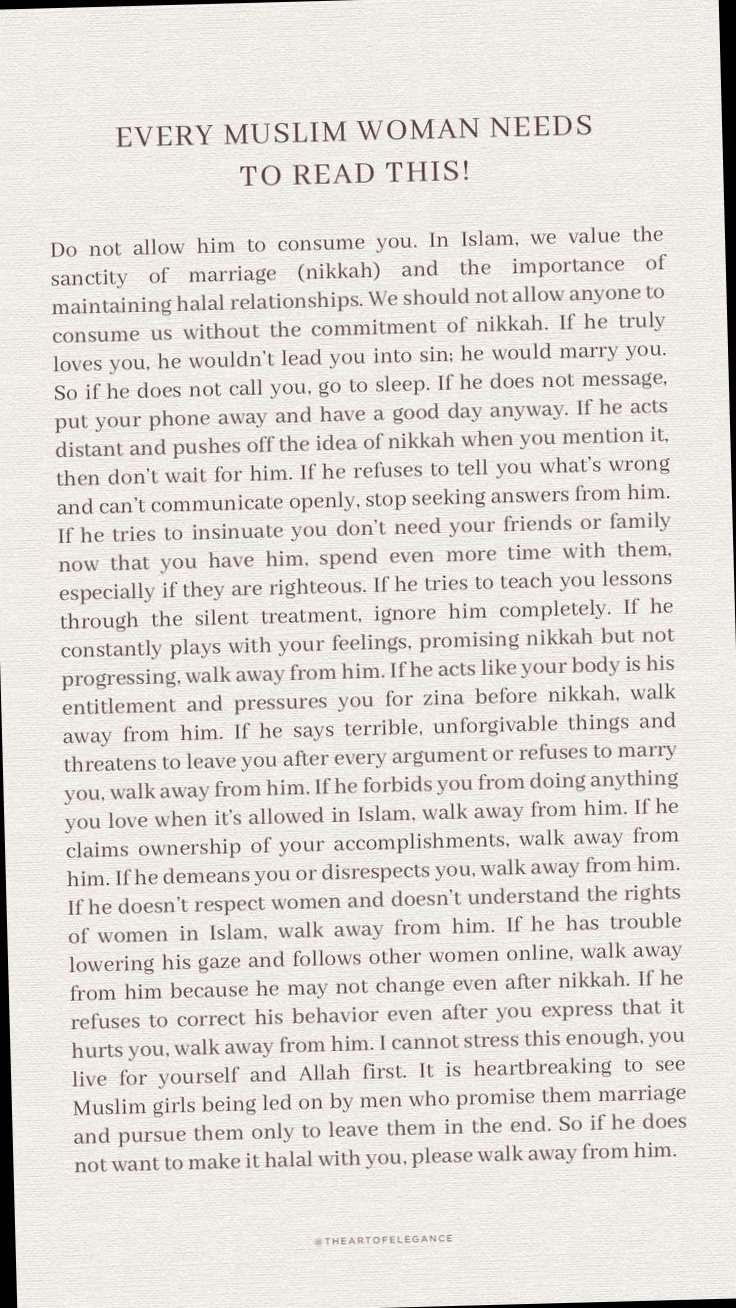 EVERY MUSLIM WOMAN NEEDS
TO READ THIS!
Do not allow him to consume you. In Islam, we value the
sanctity of marriage (nikkah) and the importance of
maintaining halal relationships. We should not allow anyone to
consume us without the commitment of nikkah. If he truly
loves you, he wouldn't lead you into sin; he would marry you.
So if he does not call you, go to sleep. If he does not message,
put your phone away and have a good day anyway. If he acts
distant and pushes off the idea of nikkah when you mention it,
then don't wait for him. If he refuses to tell you what's wrong
and can't communicate openly, stop seeking answers from him.
If he tries to insinuate you don't need your friends or family
now that you have him, spend even more time with them,
especially if they are righteous. If he tries to teach you lessons
through the silent treatment, ignore him completely. If he
constantly plays with your feelings, promising nikkah but not
progressing, walk away from him. If he acts like your body is his
entitlement and pressures you for zina before nikkah, walk
away from him. If he says terrible, unforgivable things and
threatens to leave you after every argument or refuses to marry
you, walk away from him. If he forbids you from doing anything
you love when it's allowed in Islam, walk away from him. If he
claims ownership of your accomplishments, walk away from
him. If he demeans you or disrespects you, walk away from him.
If he doesn't respect women and doesn't understand the rights
of women in Islam, walk away from him. If he has trouble
lowering his gaze and follows other women online, walk away
from him because he may not change even after nikkah. If he
refuses to correct his behavior even after you express that it
hurts you, walk away from him. I cannot stress this enough, you
live for yourself and Allah first. It is heartbreaking to see
Muslim girls being led on by men who promise them marriage
and pursue them only to leave them in the end. So if he does
not want to make it halal with you, please walk away from him.
@THEARTOFELEGANCE